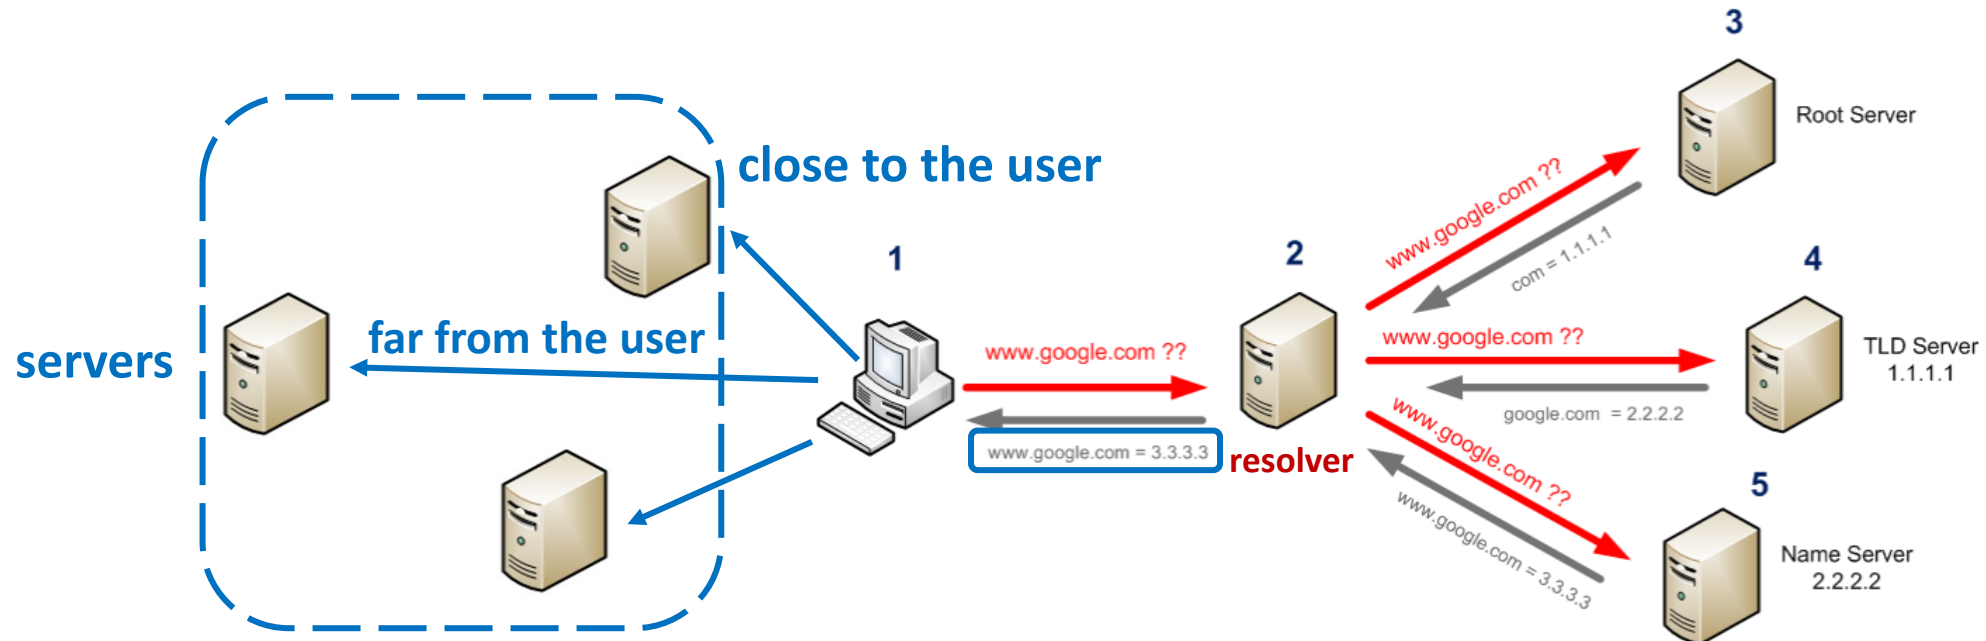 servers
close to the user
far from the user
1
www.google.com ??
www.google.com = 3.3.3.3
2
resolver
www.google.com ??
com = 1.1.1.1
3
Root Server
www.google.com ??
google.com = 2.2.2.2
4
TLD Server
1.1.1.1
www.google.com ??
www.google.com = 3.3.3.3
5
Name Server
2.2.2.2